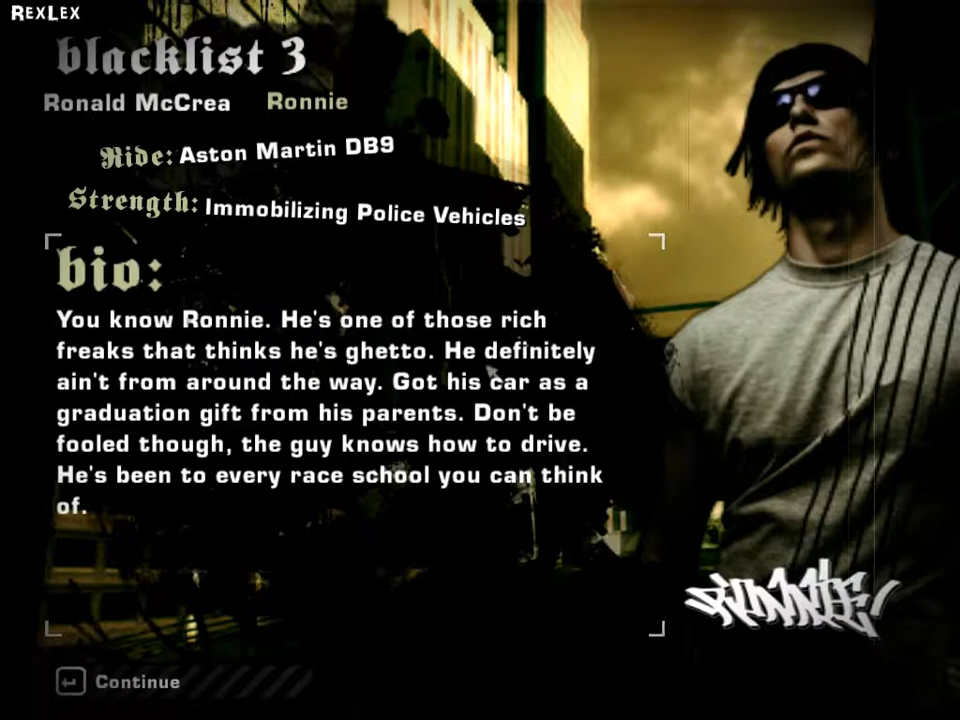 REXLEX
blacklist 3
Ronald McCrea Ronnie
Ride: Aston Martin DB9
Strength: Immobilizing Police Vehicles
bio:
You know Ronnie. He's one of those rich
freaks that thinks he's ghetto. He definitely
ain't from around the way. Got his car as a
graduation gift from his parents. Don't be
fooled though, the guy knows how to drive.
He's been to every race school you can think
of.
RONNIE
Continue